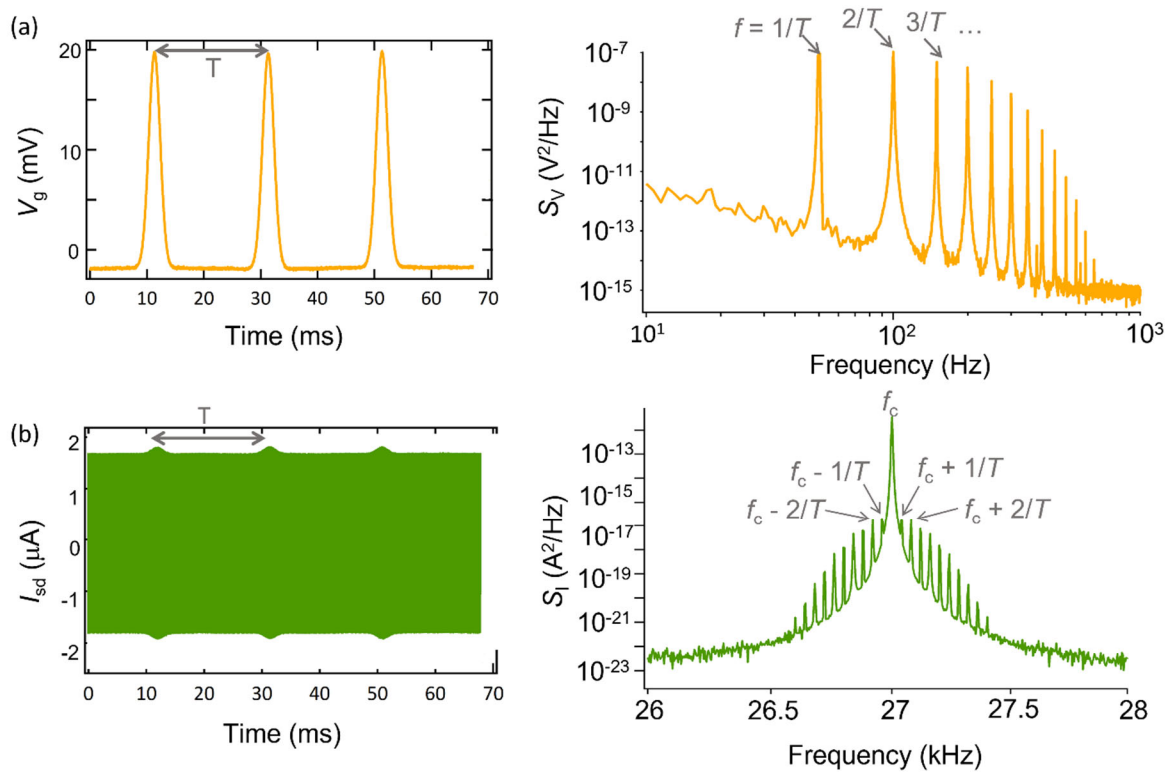 (a)
T
20
10
0
V_g (mV)
0 10 20 30 40 50 60 70
Time (ms)
f = 1/T 2/T 3/T ...
10^-7
10^-9
10^-11
10^-13
10^-15
S_V (V^2/Hz)
10^1 10^2 10^3
Frequency (Hz)
(b)
T
2
1
0
-1
-2
I_sd (μA)
0 10 20 30 40 50 60 70
Time (ms)
f_c
f_c - 1/T f_c + 1/T
f_c - 2/T f_c + 2/T
10^-13
10^-15
10^-17
10^-19
10^-21
10^-23
S_I (A^2/Hz)
26 26.5 27 27.5 28
Frequency (kHz)